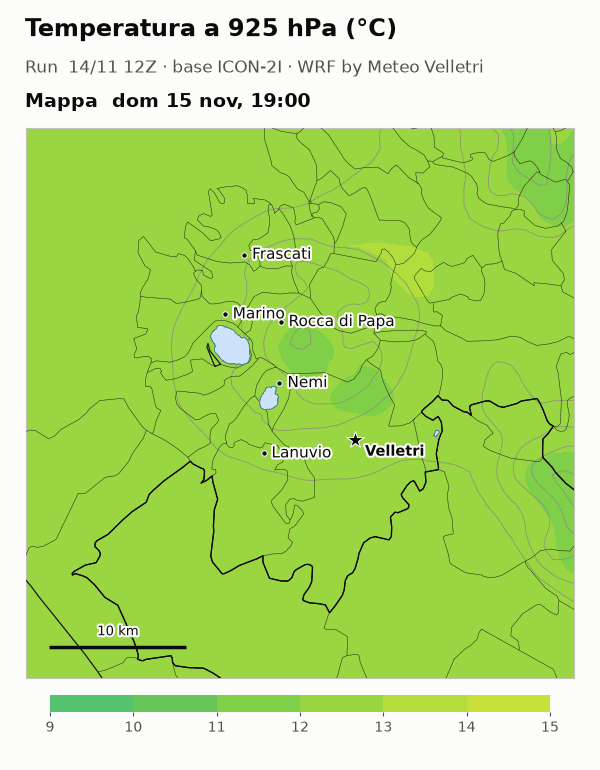 Temperatura a 925 hPa (°C)
Run  14/11 12Z · base ICON-2I · WRF by Meteo Velletri
Mappa  dom 15 nov, 19:00
Frascati
Marino
Rocca di Papa
Nemi
Velletri
Lanuvio
10 km
9 10 11 12 13 14 15